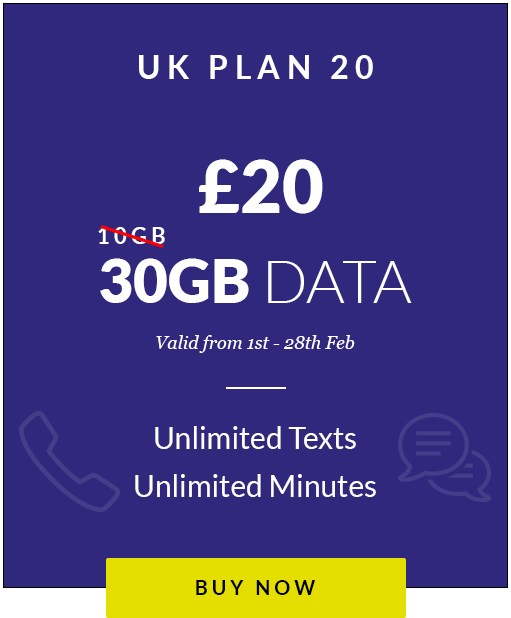 UK PLAN 20
£20
10GB
30GB DATA
Valid from 1st - 28th Feb
Unlimited Texts
Unlimited Minutes
BUY NOW